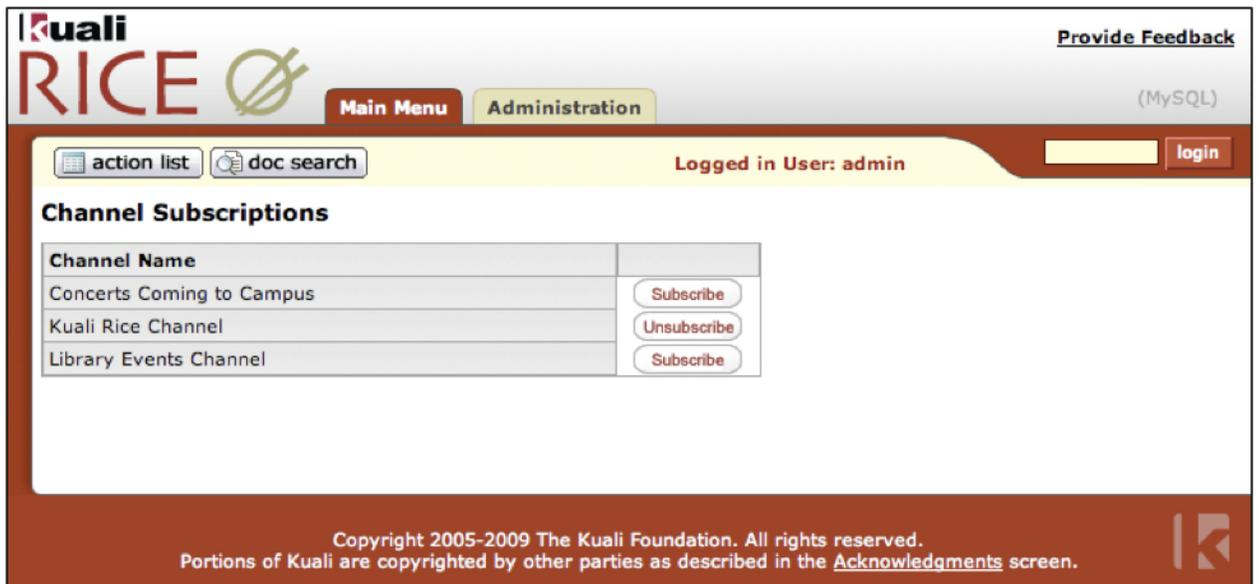 Kuali
RICE
Provide Feedback
Main Menu
Administration
(MySQL)
action list
doc search
Logged in User: admin
login
Channel Subscriptions
Channel Name
Concerts Coming to Campus
Subscribe
Kuali Rice Channel
Unsubscribe
Library Events Channel
Subscribe
Copyright 2005-2009 The Kuali Foundation. All rights reserved.
Portions of Kuali are copyrighted by other parties as described in the Acknowledgments screen.